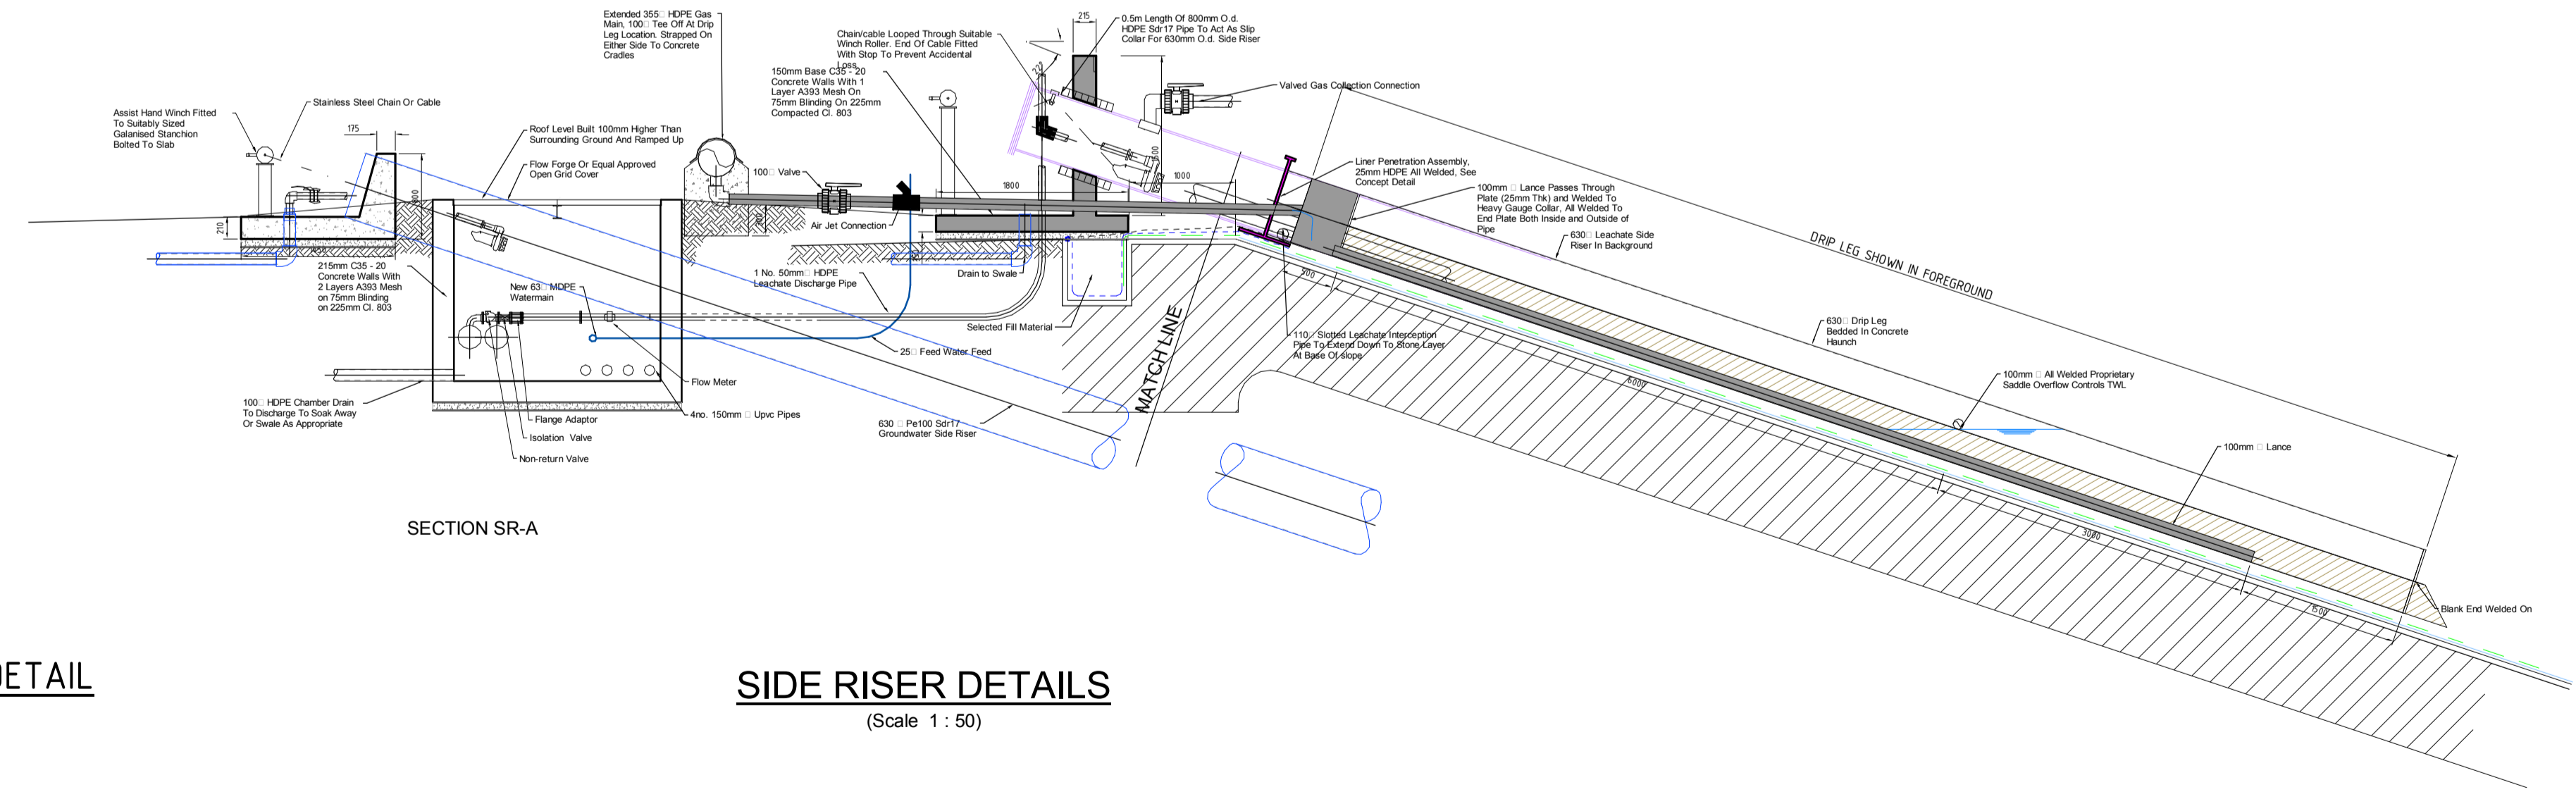 Extended 355□ HDPE Gas
Main, 100□ Tee Off At Drip
Leg Location. Strapped On
Either Side To Concrete
Cradles
Chain/cable Looped Through Suitable
Winch Roller. End Of Cable Fitted
With Stop To Prevent Accidental
Loss
150mm Base C35 - 20
Concrete Walls With 1
Layer A393 Mesh On
75mm Blinding On 225mm
Compacted Cl. 803
215
0.5m Length Of 800mm O.d.
HDPE Sdr17 Pipe To Act As Slip
Collar For 630mm O.d. Side Riser
Valved Gas Collection Connection
Assist Hand Winch Fitted
To Suitably Sized
Galanised Stanchion
Bolted To Slab
Stainless Steel Chain Or Cable
175
Roof Level Built 100mm Higher Than
Surrounding Ground And Ramped Up
Flow Forge Or Equal Approved
Open Grid Cover
100□ Valve
1800
1000
Liner Penetration Assembly,
25mm HDPE All Welded, See
Concept Detail
100mm □ Lance Passes Through
Plate (25mm Thk) and Welded To
Heavy Gauge Collar, All Welded To
End Plate Both Inside and Outside of
Pipe
630□ Leachate Side
Riser In Background
DRIP LEG SHOWN IN FOREGROUND
210
Air Jet Connection
215mm C35 - 20
Concrete Walls With
2 Layers A393 Mesh
on 75mm Blinding
on 225mm Cl. 803
New 63□ MDPE
Watermain
1 No. 50mm□ HDPE
Leachate Discharge Pipe
Drain to Swale
900
Selected Fill Material
MATCH LINE
110□ Slotted Leachate Interception
Pipe To Extend Down To Stone Layer
At Base Of slope
630□ Drip Leg
Bedded In Concrete
Haunch
25□ Feed Water Feed
6000
100mm □ All Welded Proprietary
Saddle Overflow Controls TWL
Flow Meter
100□ HDPE Chamber Drain
To Discharge To Soak Away
Or Swale As Appropriate
Flange Adaptor
Isolation Valve
Non-return Valve
4no. 150mm □ Upvc Pipes
630 □ Pe100 Sdr17
Groundwater Side Riser
100mm □ Lance
3000
1500
Blank End Welded On
SECTION SR-A
DETAIL
SIDE RISER DETAILS
(Scale 1 : 50)